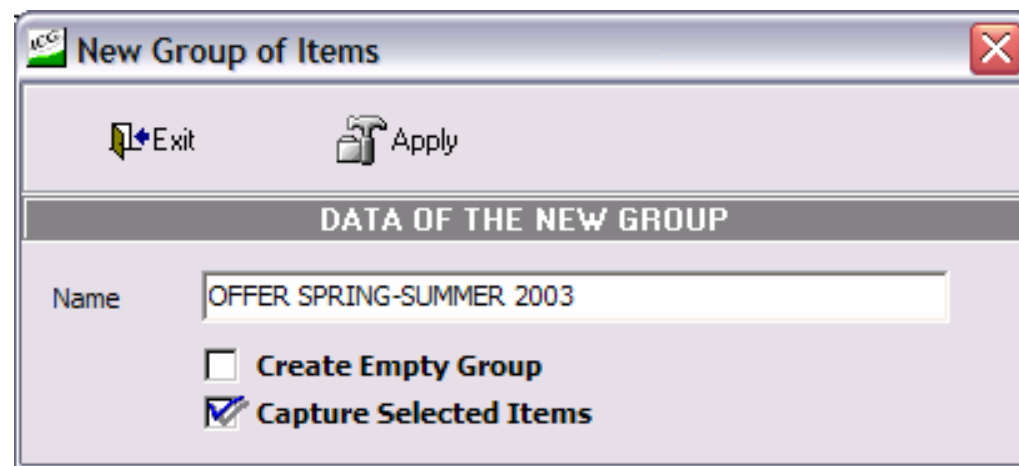 ICG New Group of Items
Exit Apply
DATA OF THE NEW GROUP
Name OFFER SPRING-SUMMER 2003
Create Empty Group
Capture Selected Items